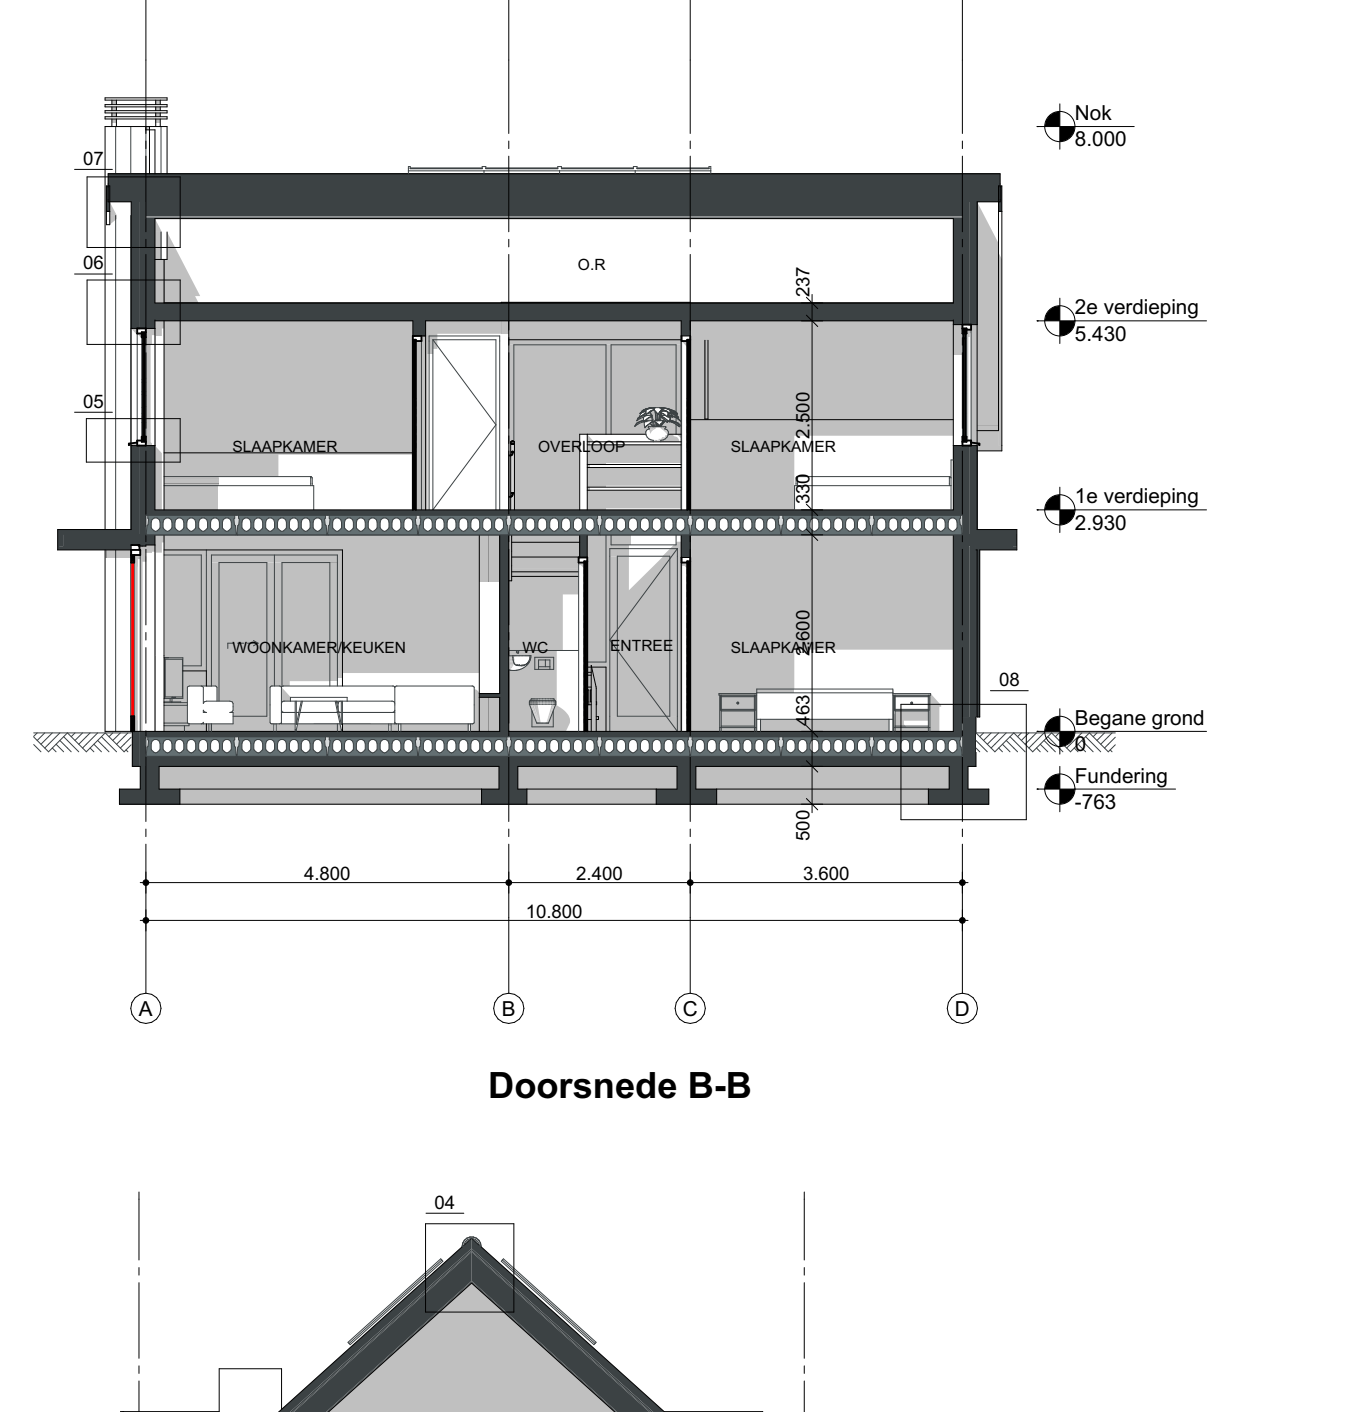 Nok
8.000
07
06
O.R
237
2e verdieping
5.430
05
2.500
SLAAPKAMER
OVERLOOP
SLAAPKAMER
330
1e verdieping
2.930
2.600
WOONKAMER/KEUKEN
WC
ENTREE
SLAAPKAMER
08
463
Begane grond
0
Fundering
-763
500
4.800
2.400
3.600
10.800
A
B
C
D
Doorsnede B-B
04